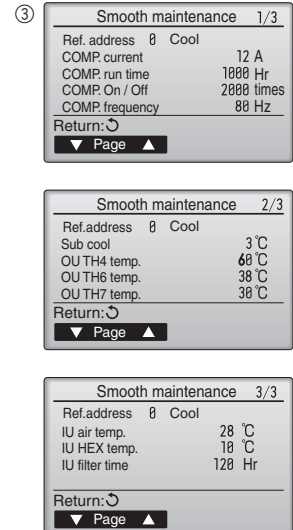 ③
Smooth maintenance 1/3
Ref. address 0 Cool
COMP. current 12 A
COMP. run time 1000 Hr
COMP. On / Off 2000 times
COMP. frequency 80 Hz
Return:
▼ Page ▲
Smooth maintenance 2/3
Ref.address 0 Cool
Sub cool 3℃
OU TH4 temp. 60℃
OU TH6 temp. 38℃
OU TH7 temp. 30℃
Return:
▼ Page ▲
Smooth maintenance 3/3
Ref.address 0 Cool
IU air temp. 28 ℃
IU HEX temp. 10 ℃
IU filter time 120 Hr
Return:
▼ Page ▲